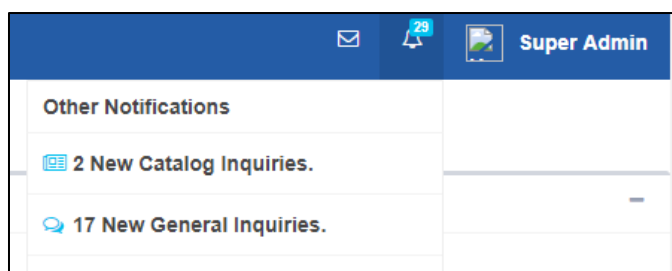 29
Super Admin
Other Notifications
2 New Catalog Inquiries.
17 New General Inquiries.